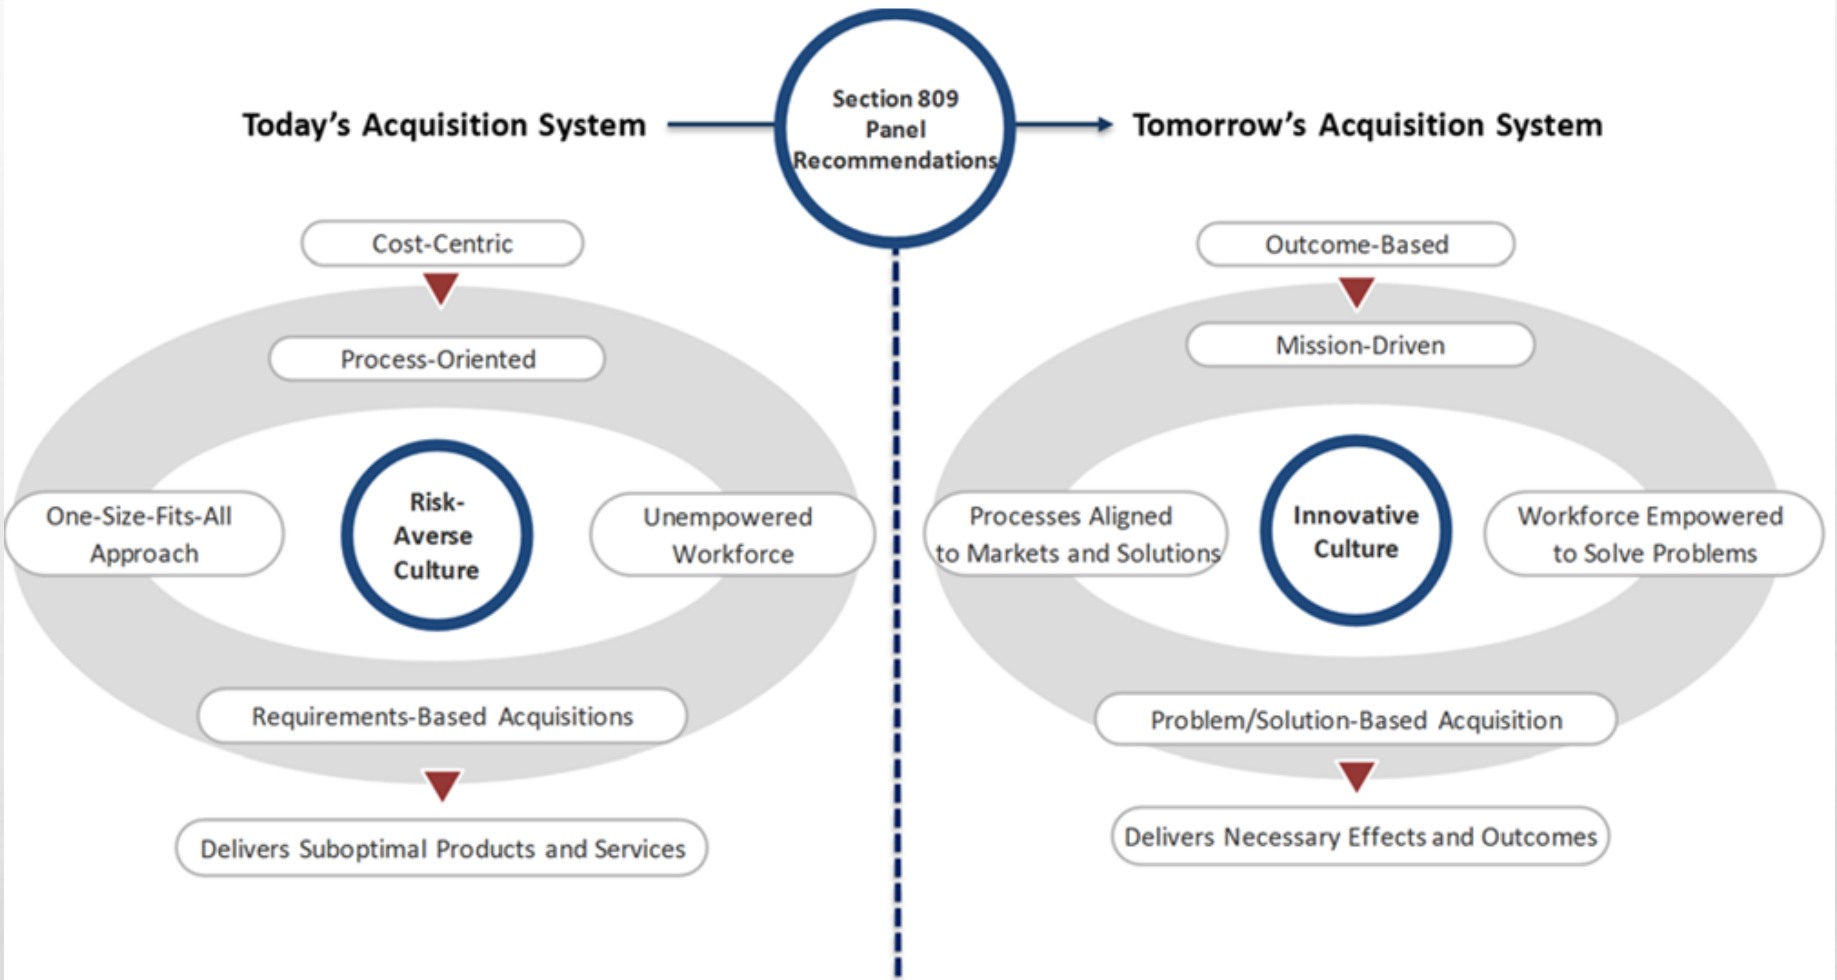 Section 809
Panel
Recommendations
Today's Acquisition System
Tomorrow's Acquisition System
Cost-Centric
Process-Oriented
One-Size-Fits-All
Approach
Risk-
Averse
Culture
Unempowered
Workforce
Requirements-Based Acquisitions
Delivers Suboptimal Products and Services
Outcome-Based
Mission-Driven
Processes Aligned
to Markets and Solutions
Innovative
Culture
Workforce Empowered
to Solve Problems
Problem/Solution-Based Acquisition
Delivers Necessary Effects and Outcomes